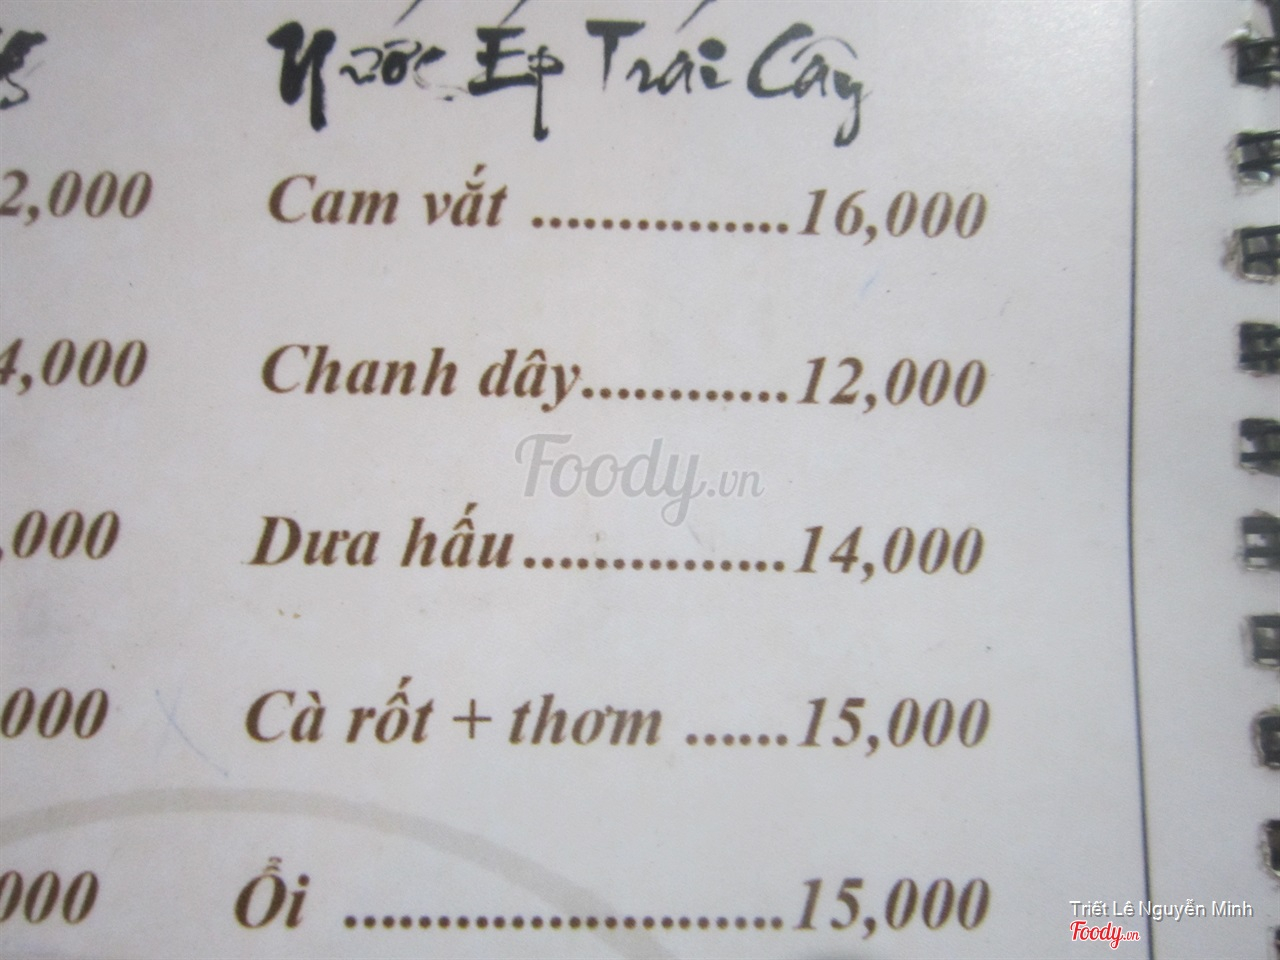 Nước Ép Trái Cây
2,000 Cam vắt ...............16,000
4,000 Chanh dây............12,000
Foody.vn
,000 Dưa hấu...............14,000
000 Cà rốt + thơm ......15,000
000 Ổi .........................15,000
Triết Lê Nguyễn Minh
Foody.vn